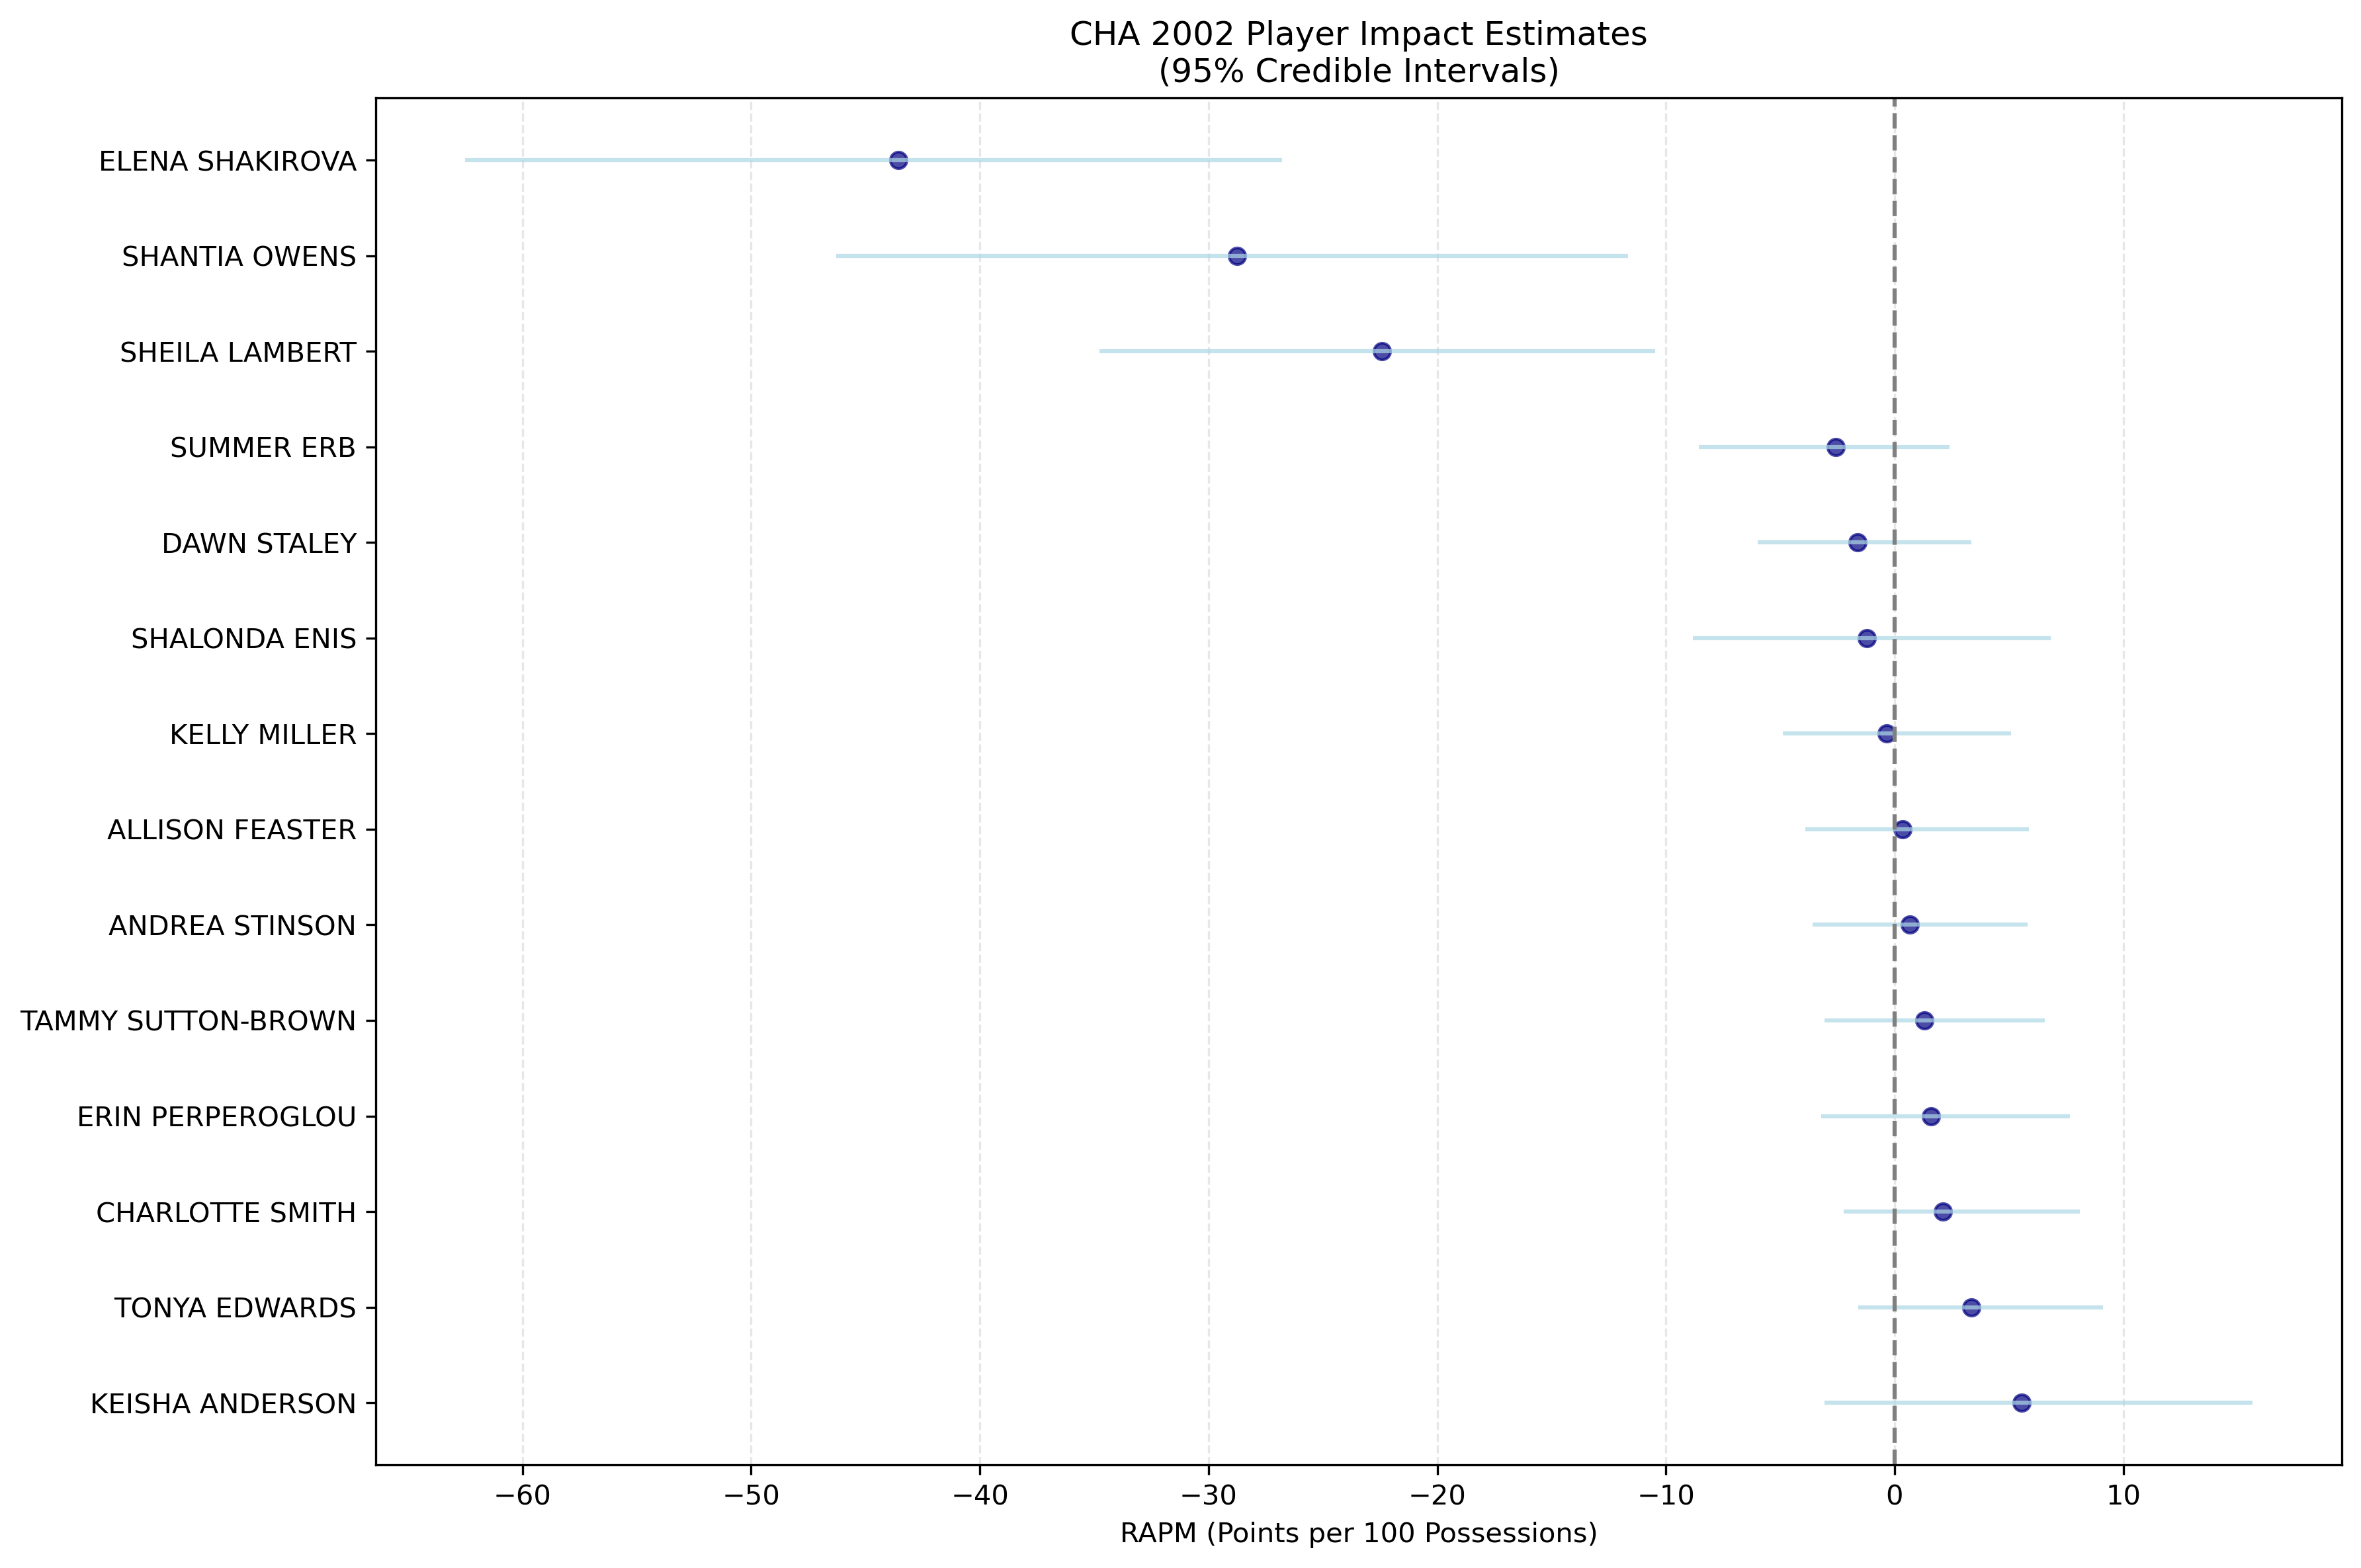 CHA 2002 Player Impact Estimates
(95% Credible Intervals)
ELENA SHAKIROVA
SHANTIA OWENS
SHEILA LAMBERT
SUMMER ERB
DAWN STALEY
SHALONDA ENIS
KELLY MILLER
ALLISON FEASTER
ANDREA STINSON
TAMMY SUTTON-BROWN
ERIN PERPEROGLOU
CHARLOTTE SMITH
TONYA EDWARDS
KEISHA ANDERSON
−60 −50 −40 −30 −20 −10 0 10
RAPM (Points per 100 Possessions)